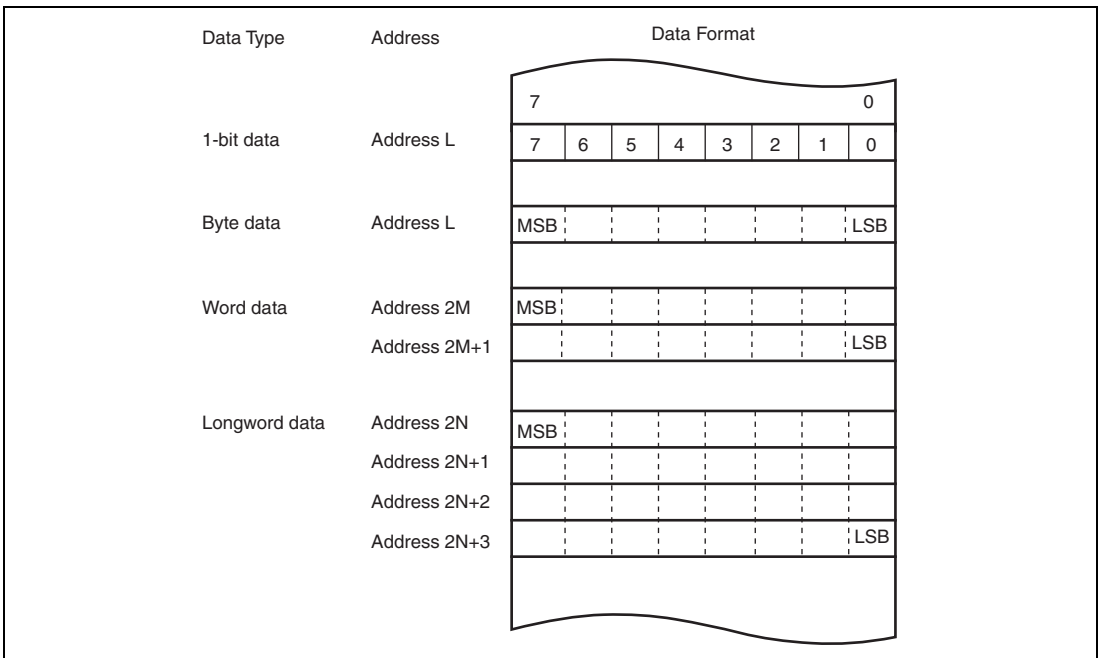 Data Type Address Data Format
7 0
1-bit data Address L 7 6 5 4 3 2 1 0
Byte data Address L MSB LSB
Word data Address 2M MSB
Address 2M+1 LSB
Longword data Address 2N MSB
Address 2N+1
Address 2N+2
Address 2N+3 LSB